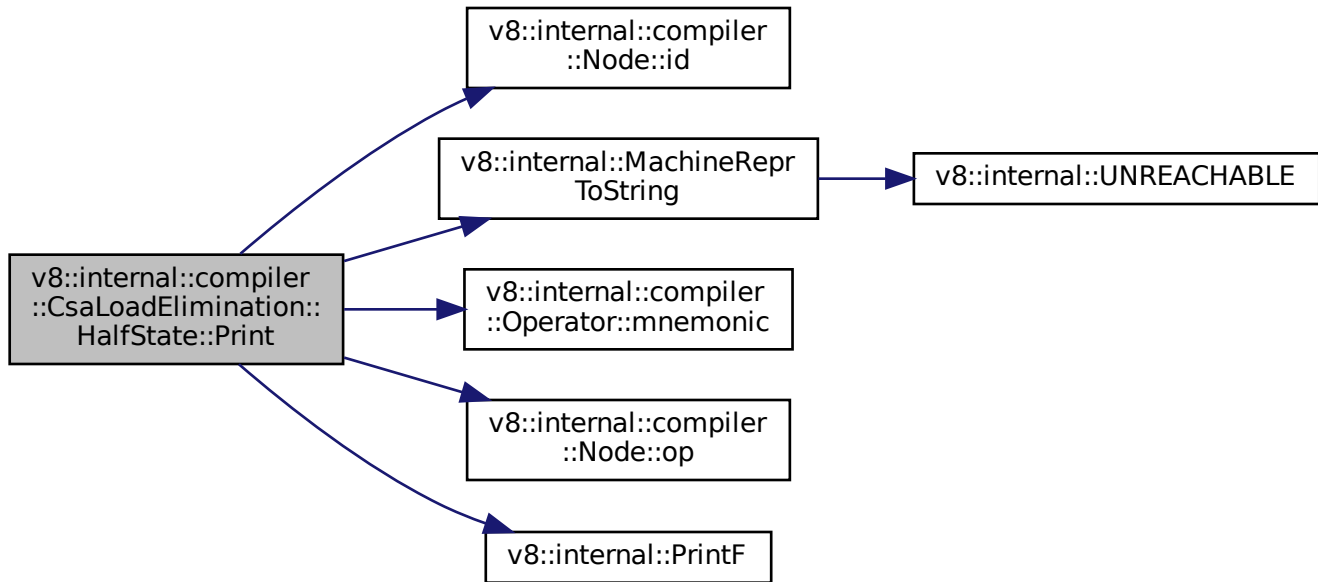 v8::internal::compiler
::Node::id
v8::internal::MachineRepr
ToString
v8::internal::UNREACHABLE
v8::internal::compiler
::CsaLoadElimination::
HalfState::Print
v8::internal::compiler
::Operator::mnemonic
v8::internal::compiler
::Node::op
v8::internal::PrintF